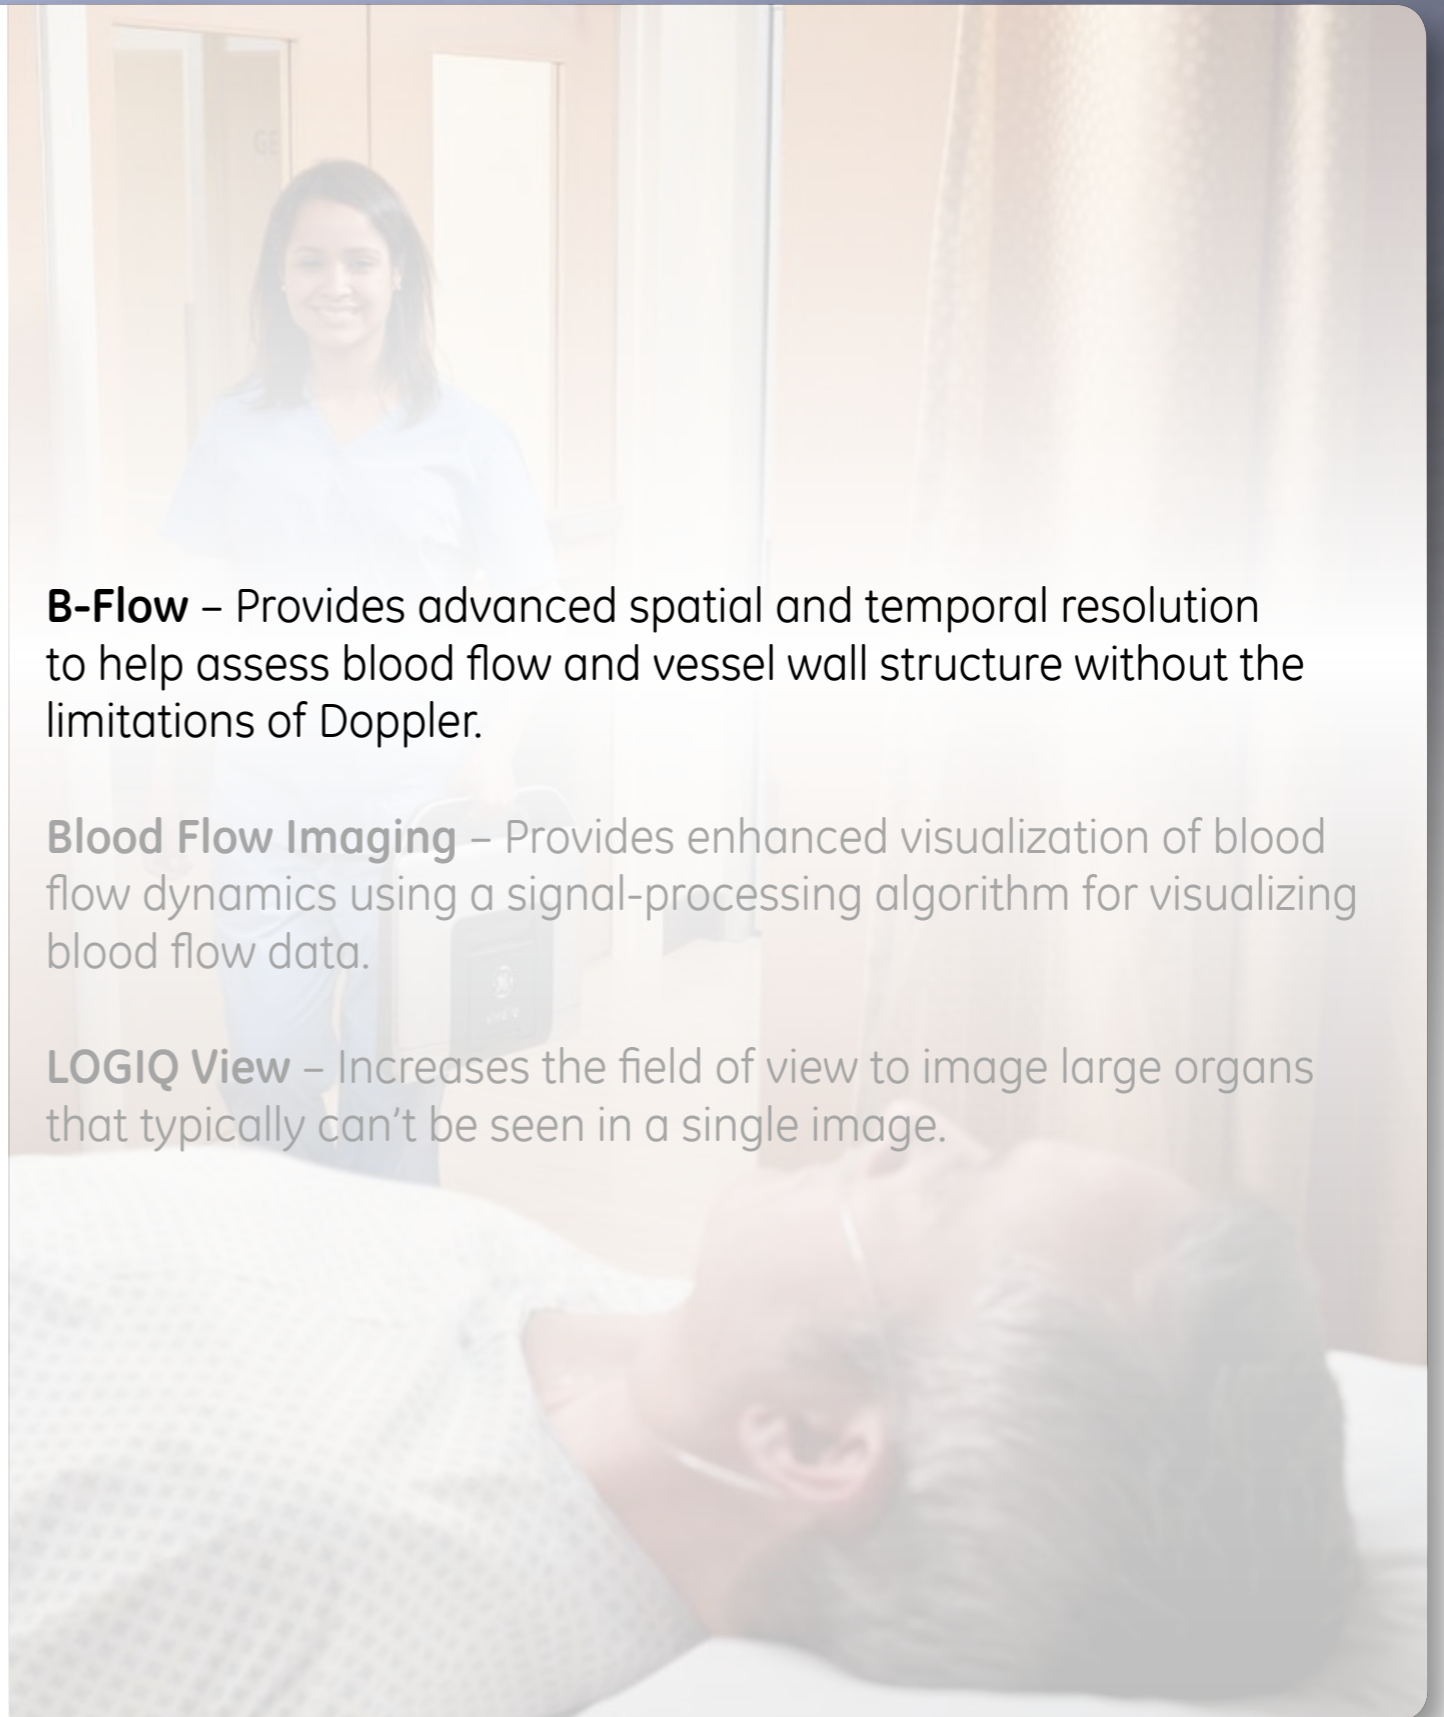 GE
B-Flow – Provides advanced spatial and temporal resolution
to help assess blood flow and vessel wall structure without the
limitations of Doppler.
Blood Flow Imaging – Provides enhanced visualization of blood
flow dynamics using a signal-processing algorithm for visualizing
blood flow data.
LOGIQ View – Increases the field of view to image large organs
that typically can’t be seen in a single image.